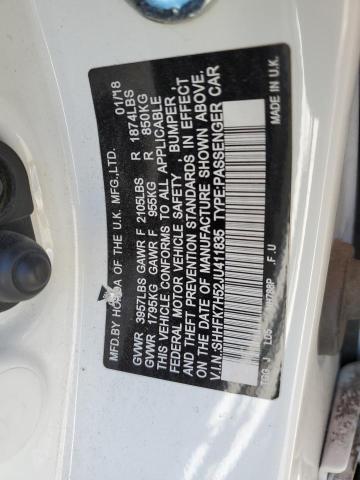 MFD.BY HONDA OF THE U.K. MFG.,LTD. 01/18
GVWR 3957LBS GAWR F 2105LBS R 1874LBS
GVWR 1795KG GAWR F 955KG R 850KG
THIS VEHICLE CONFORMS TO ALL APPLICABLE
FEDERAL MOTOR VEHICLE SAFETY, BUMPER,
AND THEFT PREVENTION STANDARDS IN EFFECT
ON THE DATE OF MANUFACTURE SHOWN ABOVE.
V.I.N.SHHFK7H52JU411835 TYPE:PASSENGER CAR
TGG J F.U MADE IN U.K.